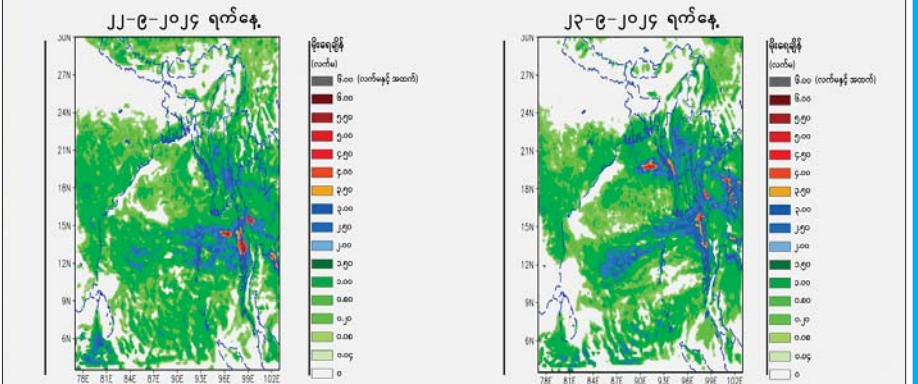 ၂၂-၉-၂၀၂၄ ရက်နေ့
မိုးရေချိန်
(လက်မ)
၆.၀၀ (လက်မနှင့် အထက်)
၆.၀၀
၅.၅၀
၅.၀၀
၄.၅၀
၄.၀၀
၃.၅၀
၃.၀၀
၂.၅၀
၂.၀၀
၁.၅၀
၁.၀၀
၀.၈၀
၀.၂၀
၀.၀၈
၀.၀၄
၀
30N
27N
24N
21N
18N
15N
12N
9N
6N
78E 81E 84E 87E 90E 93E 96E 99E 102E
၂၃-၉-၂၀၂၄ ရက်နေ့
မိုးရေချိန်
(လက်မ)
၆.၀၀ (လက်မနှင့် အထက်)
၆.၀၀
၅.၅၀
၅.၀၀
၄.၅၀
၄.၀၀
၃.၅၀
၃.၀၀
၂.၅၀
၂.၀၀
၁.၅၀
၁.၀၀
၀.၈၀
၀.၂၀
၀.၀၈
၀.၀၄
၀
30N
27N
24N
21N
18N
15N
12N
9N
6N
78E 81E 84E 87E 90E 93E 96E 99E 102E